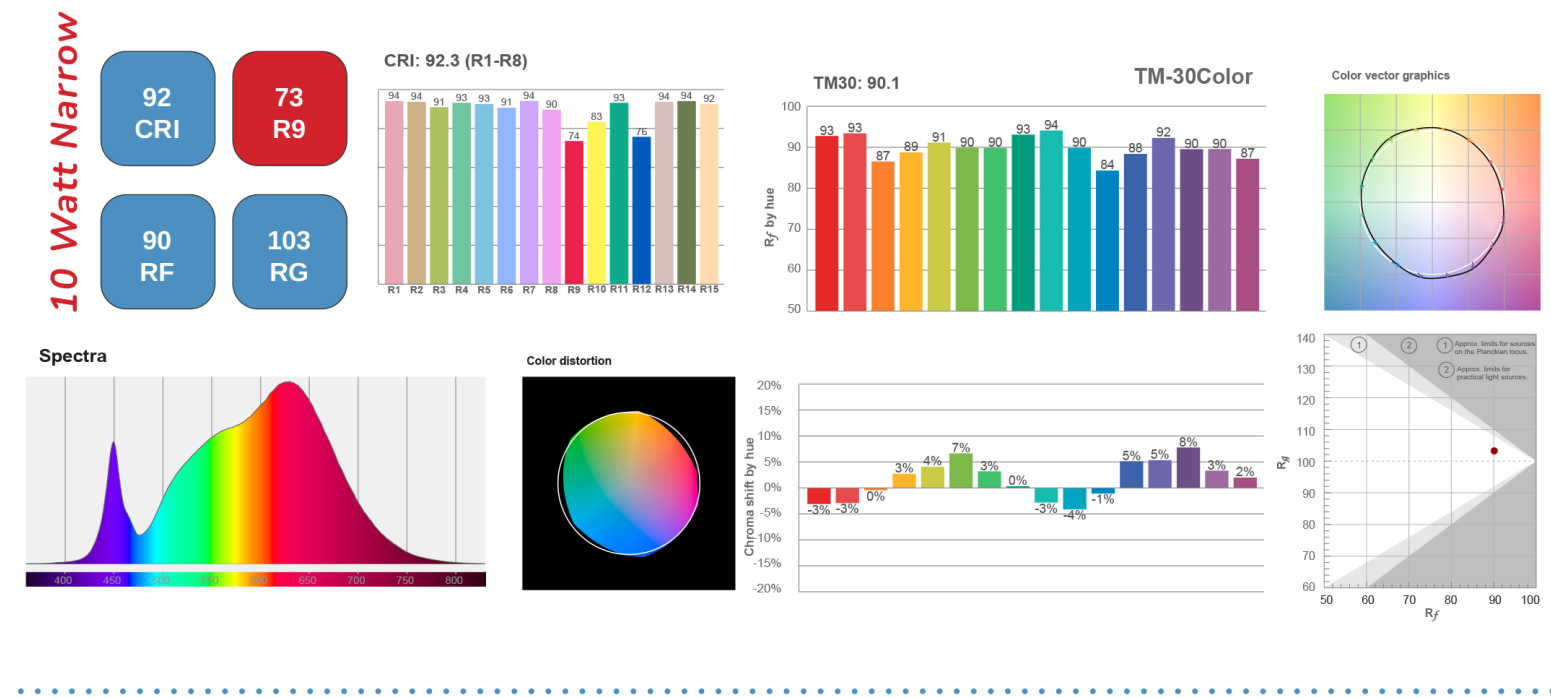 10 Watt Narrow
92
CRI
73
R9
90
RF
103
RG
CRI: 92.3 (R1-R8)
94 94 91 93 93 91 94 90 74 83 93 76 94 94 92
R1 R2 R3 R4 R5 R6 R7 R8 R9 R10 R11 R12 R13 R14 R15
TM30: 90.1
TM-30Color
Rf by hue
100
90
80
70
60
50
93 93 87 89 91 90 90 93 94 90 84 88 92 90 90 87
Color vector graphics
Spectra
400 450 500 550 600 650 700 750 800
Color distortion
Chroma shift by hue
20%
15%
10%
5%
0%
-5%
-10%
-15%
-20%
-3% -3% 0% 3% 4% 7% 3% 0% -3% -4% -1% 5% 5% 8% 3% 2%
Rg
140
130
120
110
100
90
80
70
60
1 2
1 Approx. limits for sources
on the Planckian locus.
2 Approx. limits for
practical light sources.
50 60 70 80 90 100
Rf